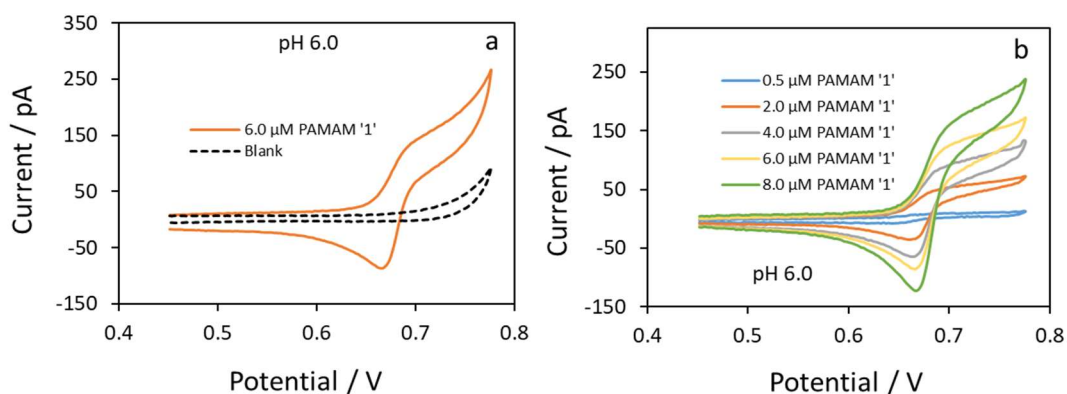 350
250
150
50
-50
-150
Current / pA
pH 6.0
a
6.0 µM PAMAM '1'
Blank
0.4
0.5
0.6
0.7
0.8
Potential / V
250
150
50
-50
-150
Current / pA
b
0.5 µM PAMAM '1'
2.0 µM PAMAM '1'
4.0 µM PAMAM '1'
6.0 µM PAMAM '1'
8.0 µM PAMAM '1'
pH 6.0
0.4
0.5
0.6
0.7
0.8
Potential / V